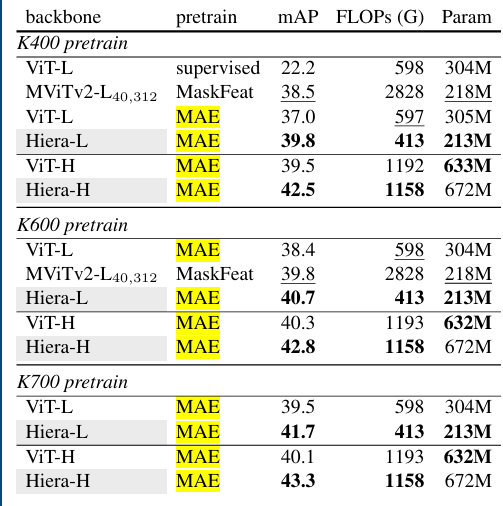 backbone pretrain mAP FLOPs (G) Param
K400 pretrain
ViT-L supervised 22.2 598 304M
MViTv2-L40,312 MaskFeat 38.5 2828 218M
ViT-L MAE 37.0 597 305M
Hiera-L MAE 39.8 413 213M
ViT-H MAE 39.5 1192 633M
Hiera-H MAE 42.5 1158 672M
K600 pretrain
ViT-L MAE 38.4 598 304M
MViTv2-L40,312 MaskFeat 39.8 2828 218M
Hiera-L MAE 40.7 413 213M
ViT-H MAE 40.3 1193 632M
Hiera-H MAE 42.8 1158 672M
K700 pretrain
ViT-L MAE 39.5 598 304M
Hiera-L MAE 41.7 413 213M
ViT-H MAE 40.1 1193 632M
Hiera-H MAE 43.3 1158 672M